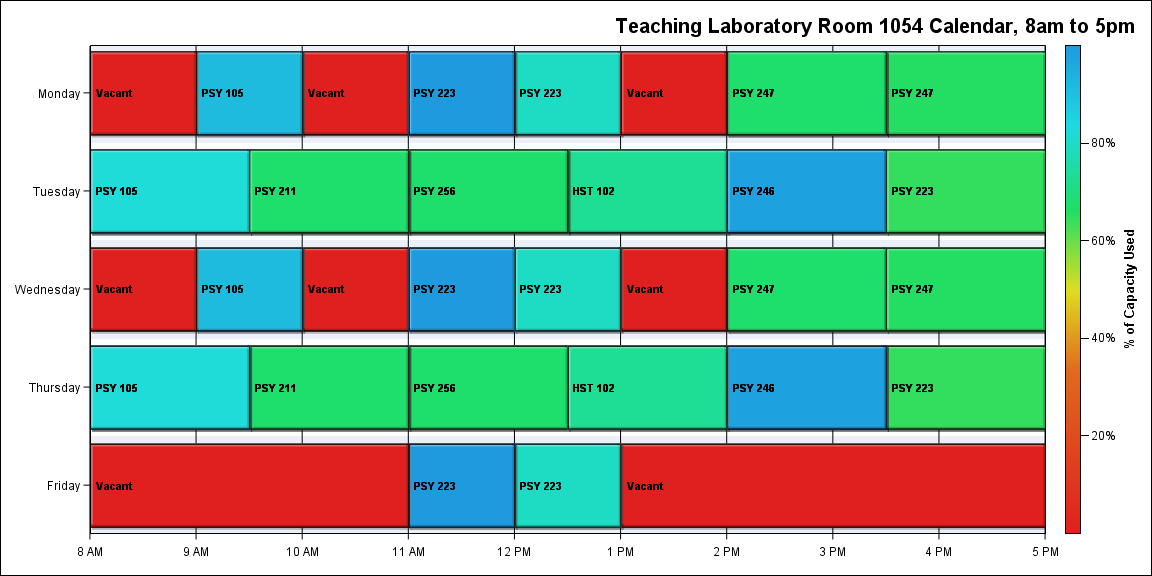 Teaching Laboratory Room 1054 Calendar, 8am to 5pm
Monday
Vacant
PSY 105
Vacant
PSY 223
PSY 223
Vacant
PSY 247
PSY 247
Tuesday
PSY 105
PSY 211
PSY 256
HST 102
PSY 246
PSY 223
Wednesday
Vacant
PSY 105
Vacant
PSY 223
PSY 223
Vacant
PSY 247
PSY 247
Thursday
PSY 105
PSY 211
PSY 256
HST 102
PSY 246
PSY 223
Friday
Vacant
PSY 223
PSY 223
Vacant
8 AM
9 AM
10 AM
11 AM
12 PM
1 PM
2 PM
3 PM
4 PM
5 PM
80%
60%
40%
20%
% of Capacity Used